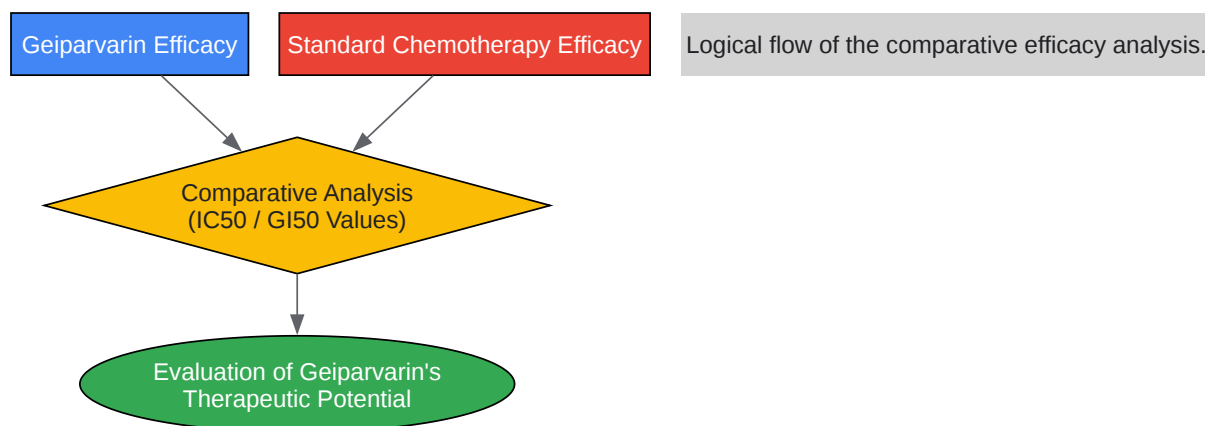 Geiparvarin Efficacy
Standard Chemotherapy Efficacy
Logical flow of the comparative efficacy analysis.
Comparative Analysis
(IC50 / GI50 Values)
Evaluation of Geiparvarin's
Therapeutic Potential